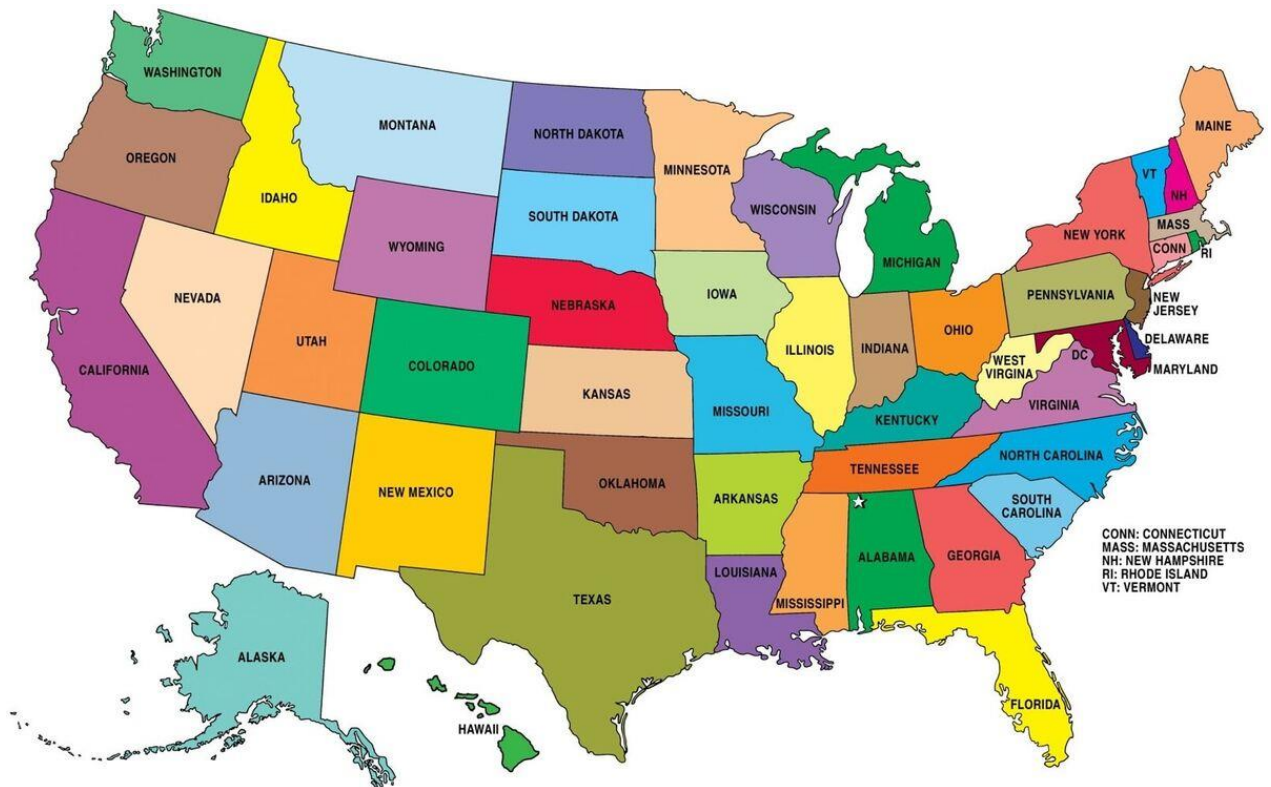 WASHINGTON
OREGON
CALIFORNIA
NEVADA
IDAHO
MONTANA
WYOMING
UTAH
COLORADO
ARIZONA
NEW MEXICO
NORTH DAKOTA
SOUTH DAKOTA
NEBRASKA
KANSAS
OKLAHOMA
TEXAS
MINNESOTA
IOWA
MISSOURI
ARKANSAS
LOUISIANA
WISCONSIN
ILLINOIS
MICHIGAN
INDIANA
OHIO
KENTUCKY
TENNESSEE
MISSISSIPPI
ALABAMA
GEORGIA
FLORIDA
SOUTH
CAROLINA
NORTH CAROLINA
VIRGINIA
WEST
VIRGINA
DC
MARYLAND
DELAWARE
NEW
JERSEY
PENNSYLVANIA
NEW YORK
CONN
RI
MASS
VT
NH
MAINE
ALASKA
HAWAII
CONN: CONNECTICUT
MASS: MASSACHUSETTS
NH: NEW HAMPSHIRE
RI: RHODE ISLAND
VT: VERMONT